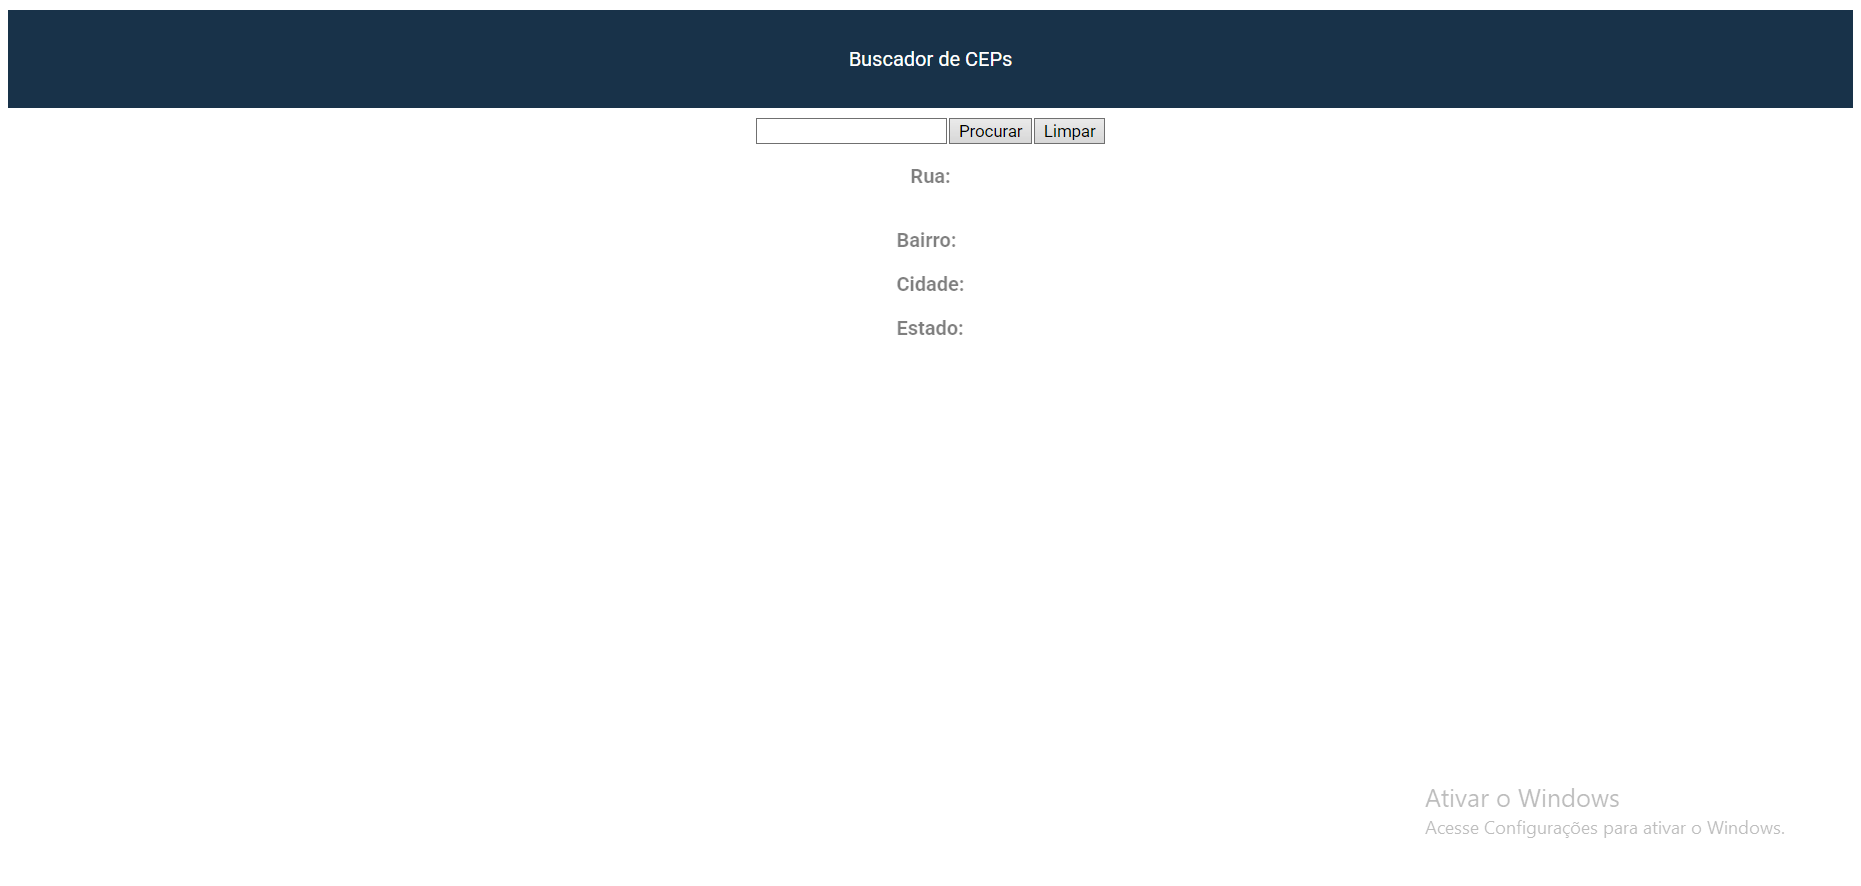 Buscador de CEPs
Procurar Limpar
Rua:
Bairro:
Cidade:
Estado:
Ativar o Windows
Acesse Configurações para ativar o Windows.